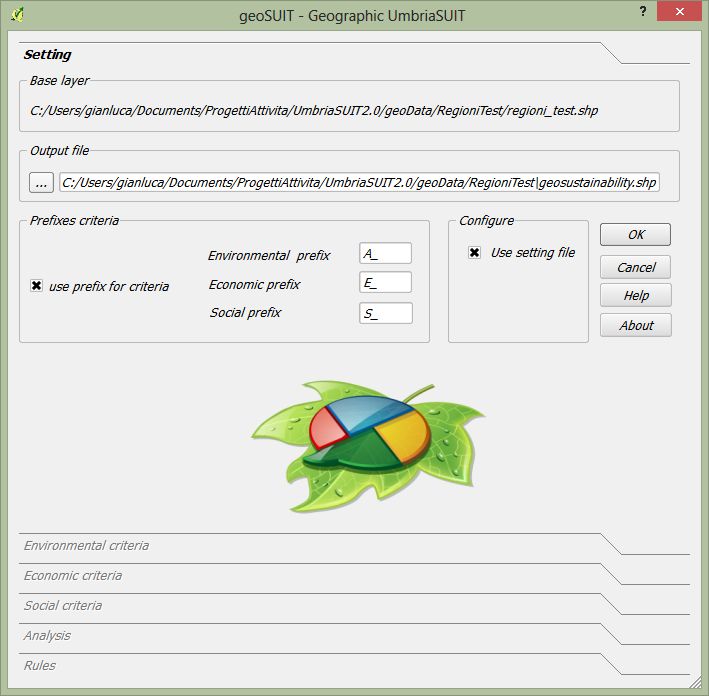 geoSUIT - Geographic UmbriaSUIT
?
Setting
Base layer
C:/Users/gianluca/Documents/ProgettiAttivita/UmbriaSUIT2.0/geoData/RegioniTest/regioni_test.shp
Output file
... C:/Users/gianluca/Documents/ProgettiAttivita/UmbriaSUIT2.0/geoData/RegioniTest\geosustainability.shp
Prefixes criteria
use prefix for criteria
Environmental prefix A_
Economic prefix E_
Social prefix S_
Configure
Use setting file
OK
Cancel
Help
About
Environmental criteria
Economic criteria
Social criteria
Analysis
Rules